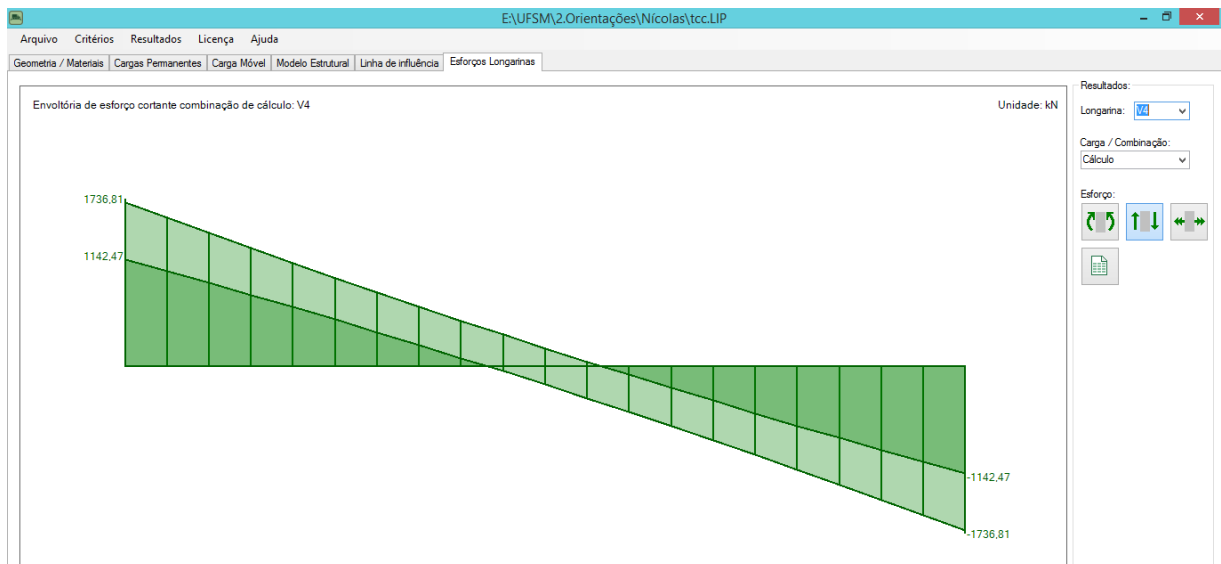 E:\UFSM\2.Orientações\Nícolas\tcc.LIP
Arquivo Critérios Resultados Licença Ajuda
Geometria / Materiais Cargas Permanentes Carga Móvel Modelo Estrutural Linha de influência Esforços Longarinas
Envoltória de esforço cortante combinação de cálculo: V4
Unidade: kN
1736,81
1142,47
-1142,47
-1736,81
Resultados:
Longarina: V4
Carga / Combinação:
Cálculo
Esforço: